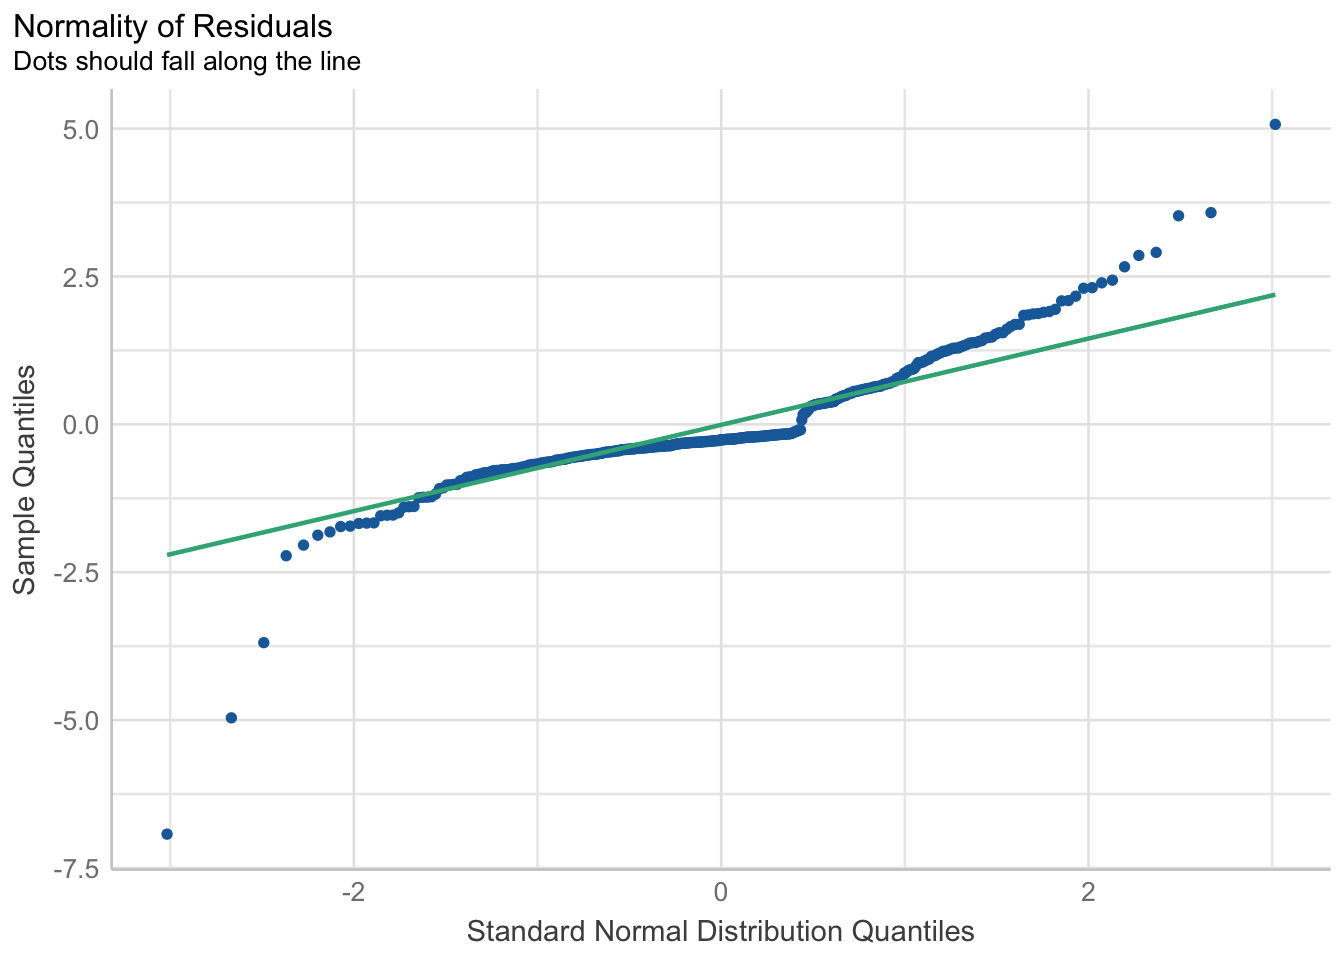 Normality of Residuals
Dots should fall along the line
5.0
2.5
0.0
-2.5
-5.0
-7.5
Sample Quantiles
-2 0 2
Standard Normal Distribution Quantiles